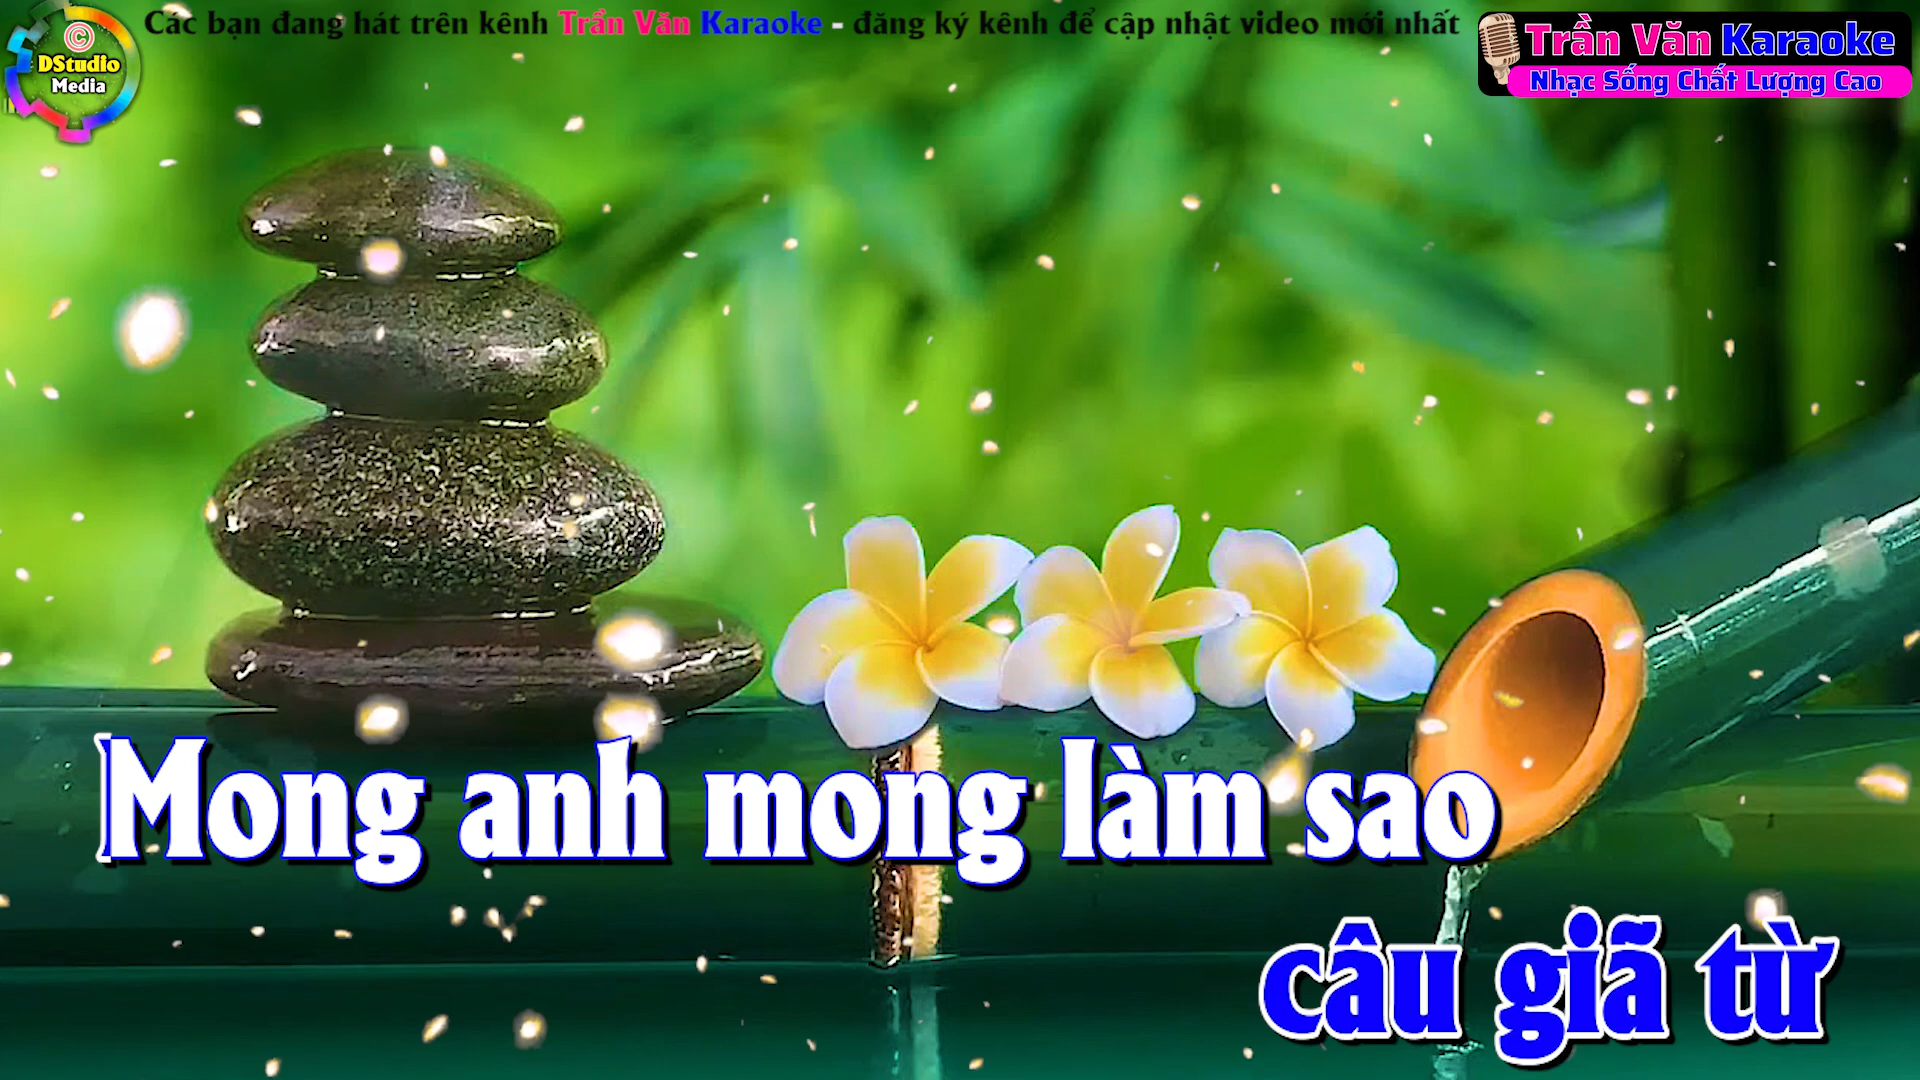 Các bạn đang hát trên kênh Trần Văn Karaoke - đăng ký kênh để cập nhật video mới nhất
©
DStudio
Media
Trần Văn Karaoke
Nhạc Sống Chất Lượng Cao
Mong anh mong làm sao
câu giã từ